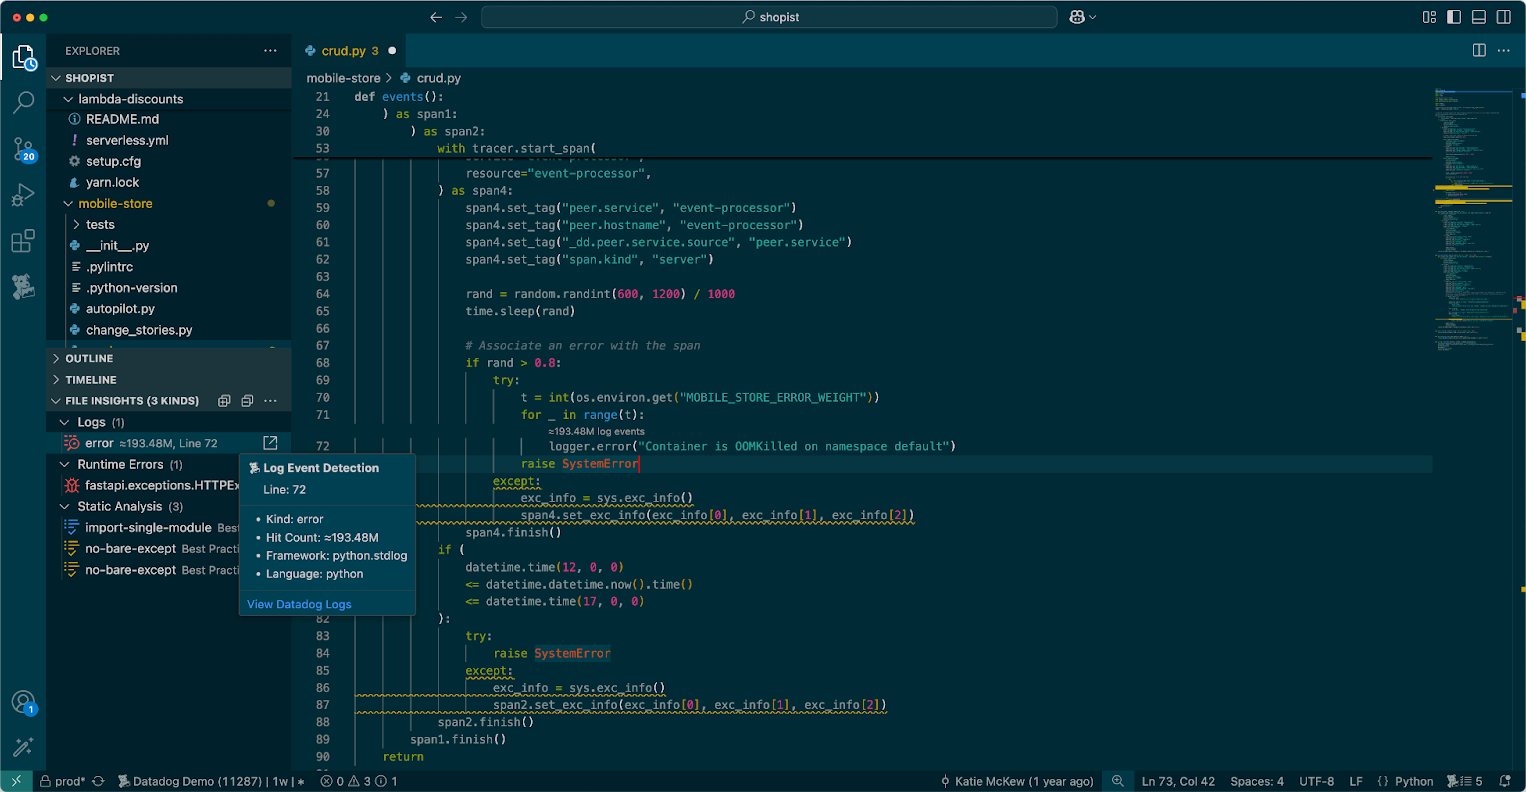 shopist
EXPLORER
SHOPIST
lambda-discounts
README.md
! serverless.yml
setup.cfg
yarn.lock
mobile-store
tests
__init__.py
.pylintrc
.python-version
autopilot.py
change_stories.py
OUTLINE
TIMELINE
FILE INSIGHTS (3 KINDS)
Logs (1)
error ≈193.48M, Line 72
Runtime Errors (1)
fastapi.exceptions.HTTPEx
Static Analysis (3)
import-single-module Bes
no-bare-except Best Practi
no-bare-except Best Practi
20
1
Log Event Detection
Line: 72
• Kind: error
• Hit Count: ≈193.48M
• Framework: python.stdlog
• Language: python
View Datadog Logs
crud.py 3
mobile-store > crud.py
21 def events():
24 ) as span1:
30 ) as span2:
53 with tracer.start_span(
57 resource="event-processor",
58 ) as span4:
59 span4.set_tag("peer.service", "event-processor")
60 span4.set_tag("peer.hostname", "event-processor")
61 span4.set_tag("_dd.peer.service.source", "peer.service")
62 span4.set_tag("span.kind", "server")
63
64 rand = random.randint(600, 1200) / 1000
65 time.sleep(rand)
66
67 # Associate an error with the span
68 if rand > 0.8:
69 try:
70 t = int(os.environ.get("MOBILE_STORE_ERROR_WEIGHT"))
71 for _ in range(t):
≈193.48M log events
72 logger.error("Container is OOMKilled on namespace default")
raise SystemError
except:
exc_info = sys.exc_info()
span4.set_exc_info(exc_info[0], exc_info[1], exc_info[2])
span4.finish()
if (
datetime.time(12, 0, 0)
<= datetime.datetime.now().time()
<= datetime.time(17, 0, 0)
82 ):
83 try:
84 raise SystemError
85 except:
86 exc_info = sys.exc_info()
87 span2.set_exc_info(exc_info[0], exc_info[1], exc_info[2])
88 span2.finish()
89 span1.finish()
90 return
prod* Datadog Demo (11287) | 1w | * 0 3 1
Katie McKew (1 year ago) Ln 73, Col 42 Spaces: 4 UTF-8 LF {} Python 5